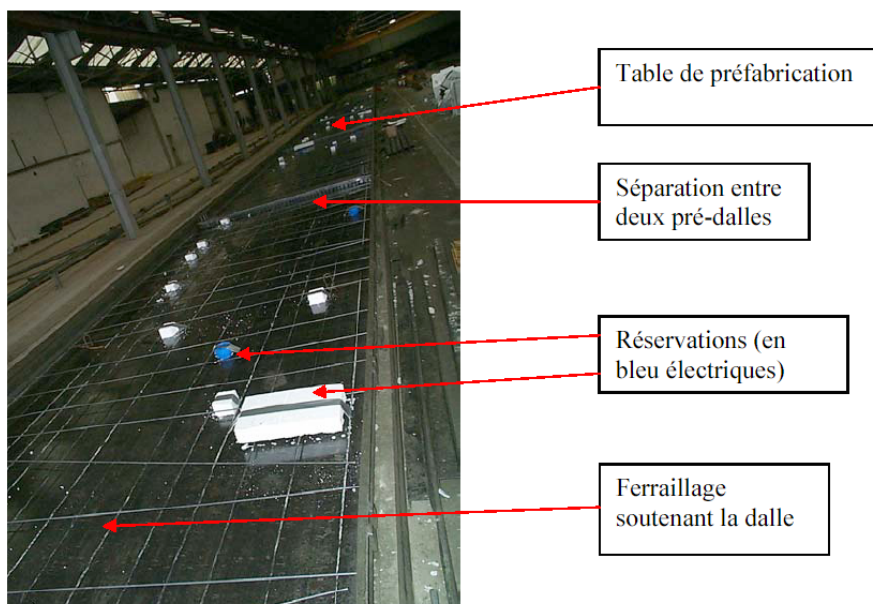 Table de préfabrication
Séparation entre
deux pré-dalles
Réservations (en
bleu électriques)
Ferraillage
soutenant la dalle